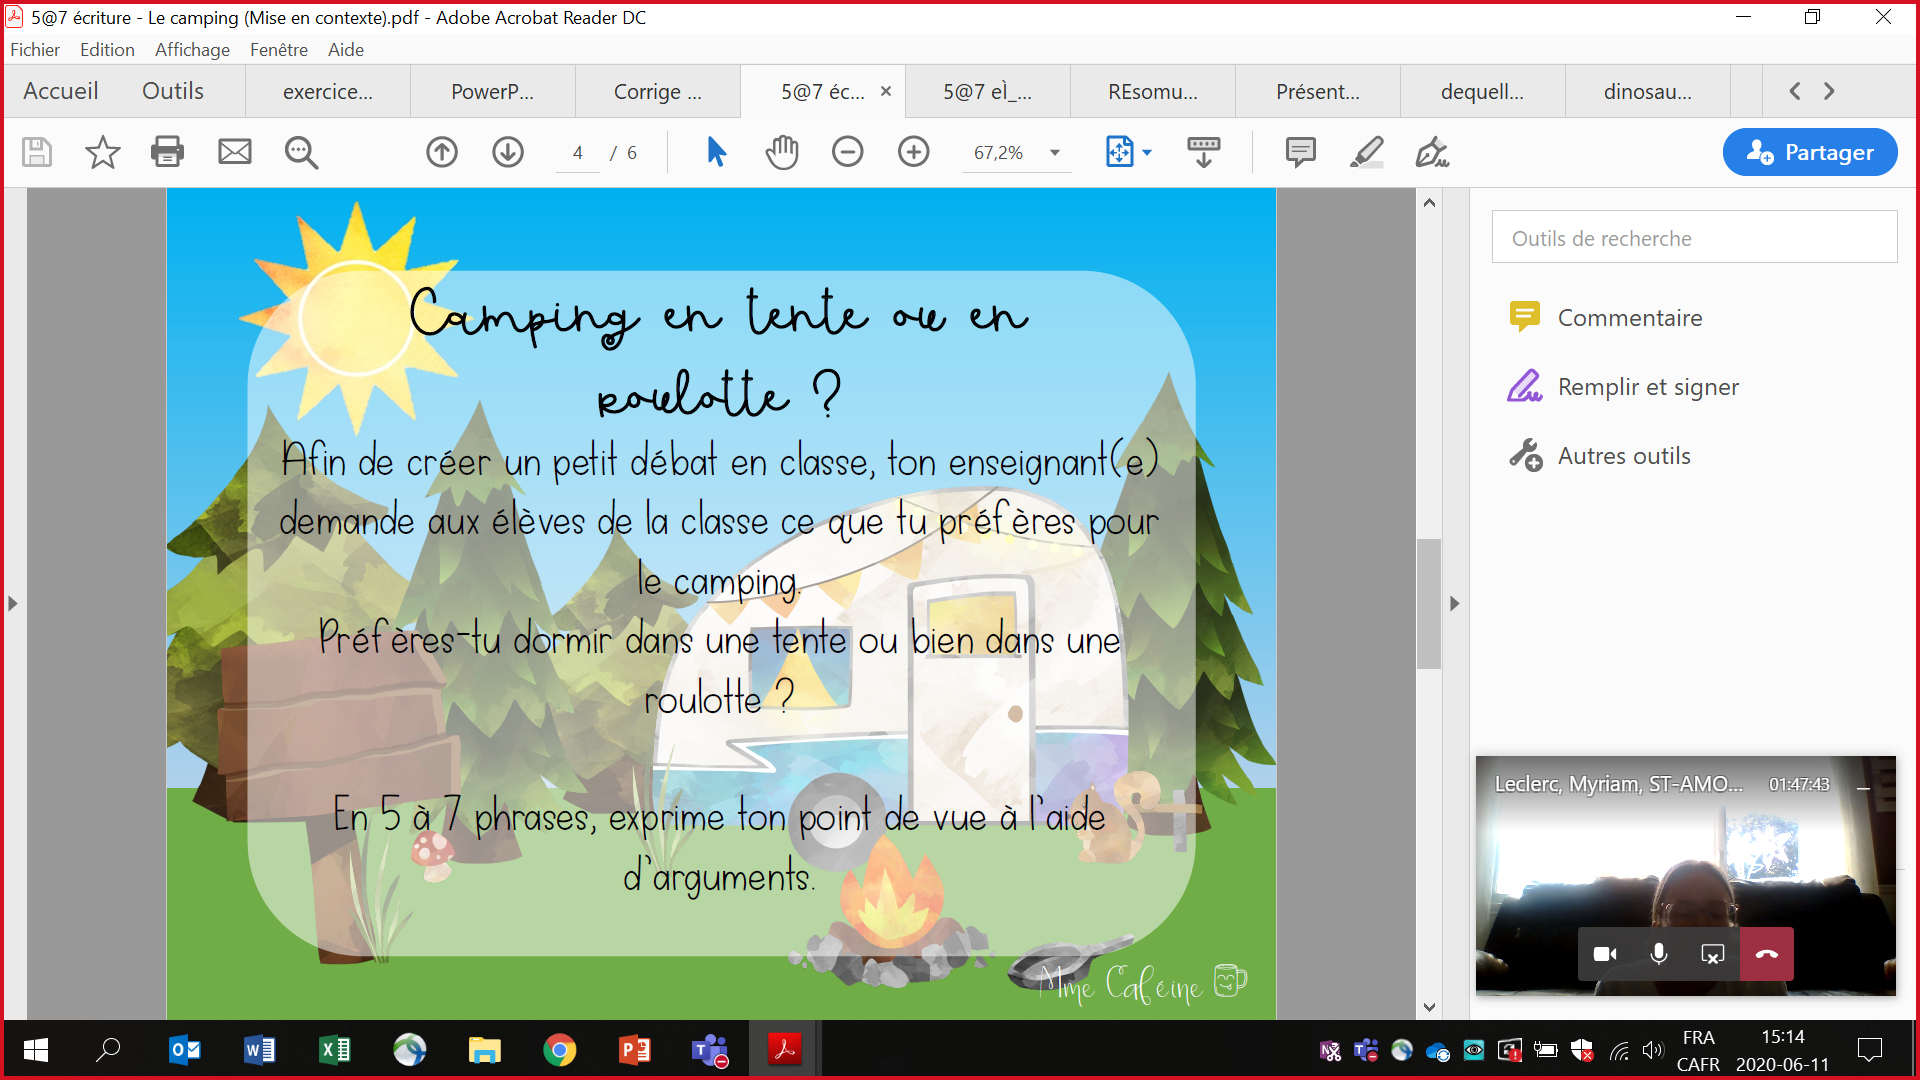 5@7 écriture - Le camping (Mise en contexte).pdf - Adobe Acrobat Reader DC
Fichier Edition Affichage Fenêtre Aide
Accueil Outils exercice... PowerP... Corrige ... 5@7 éc... 5@7 eÌ_... REsomu... Présent... dequell... dinosau...
4 / 6 67,2% Partager
Camping en tente ou en
roulotte ?
Afin de créer un petit débat en classe, ton enseignant(e)
demande aux élèves de la classe ce que tu préfères pour
le camping.
Préfères-tu dormir dans une tente ou bien dans une
roulotte ?
En 5 à 7 phrases, exprime ton point de vue à l'aide
d'arguments.
Mme Caféine
Outils de recherche
Commentaire
Remplir et signer
Autres outils
Leclerc, Myriam, ST-AMO... 01:47:43
FRA
CAFR
15:14
2020-06-11